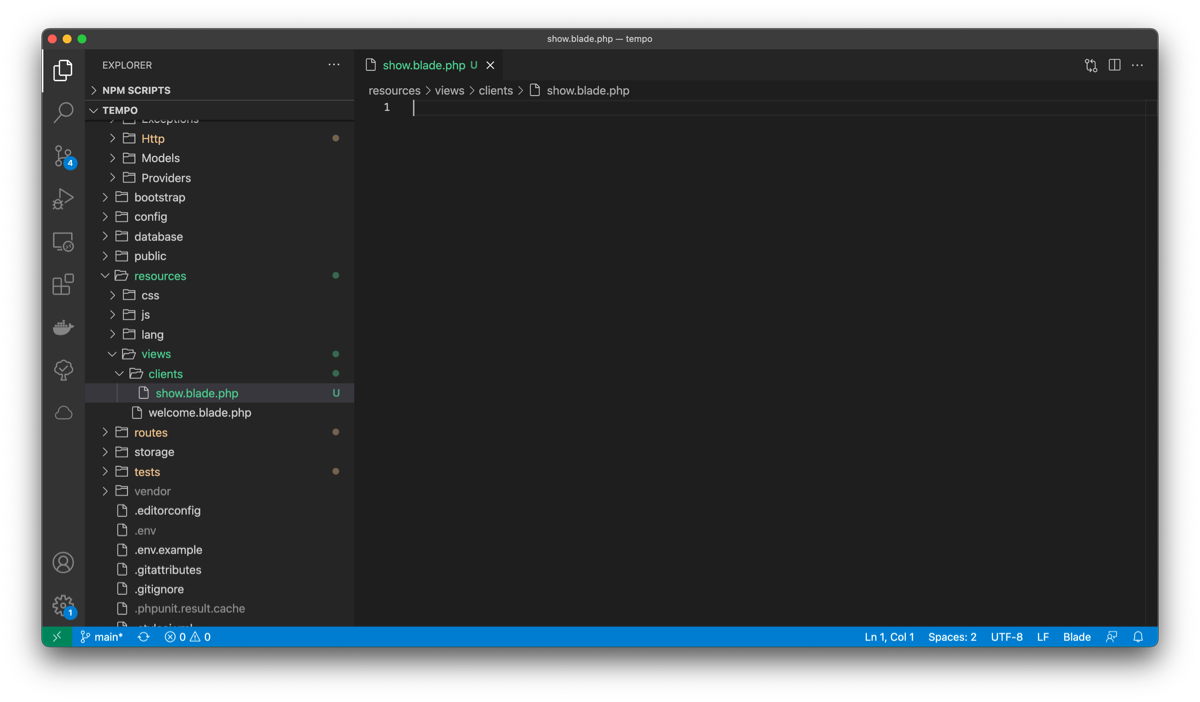 show.blade.php — tempo
EXPLORER
NPM SCRIPTS
TEMPO
Exceptions
Http
Models
Providers
bootstrap
config
database
public
resources
css
js
lang
views
clients
show.blade.php U
welcome.blade.php
routes
storage
tests
vendor
.editorconfig
.env
.env.example
.gitattributes
.gitignore
.phpunit.result.cache
4
1
show.blade.php U
resources > views > clients > show.blade.php
1
main* 0 0
Ln 1, Col 1 Spaces: 2 UTF-8 LF Blade